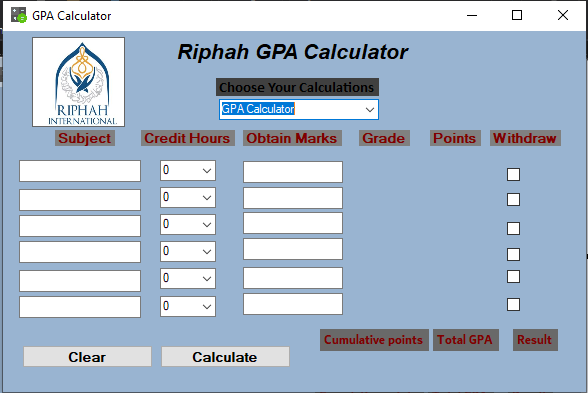 GPA Calculator
Riphah GPA Calculator
RIPHAH
INTERNATIONAL
Choose Your Calculations
GPA Calculator
Subject Credit Hours Obtain Marks Grade Points Withdraw
0
0
0
0
0
0
Cumulative points Total GPA Result
Clear Calculate